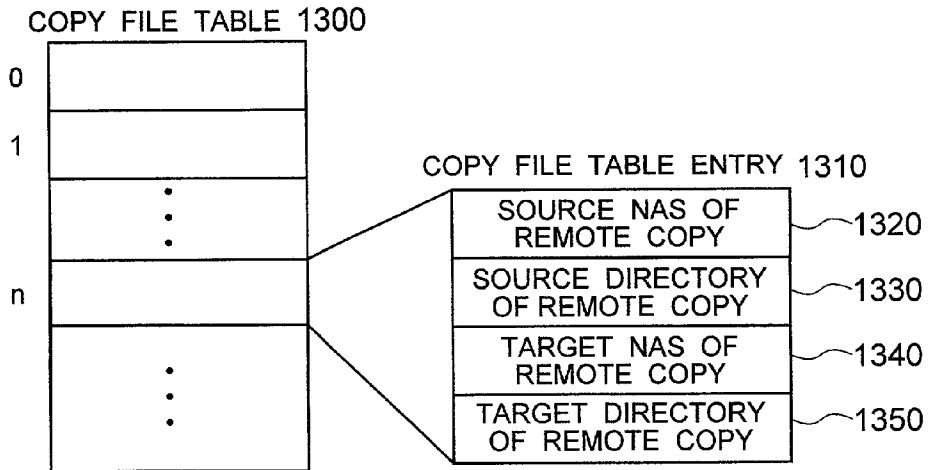 COPY FILE TABLE 1300
0
1
n
COPY FILE TABLE ENTRY 1310
SOURCE NAS OF
REMOTE COPY
1320
SOURCE DIRECTORY
OF REMOTE COPY
1330
TARGET NAS OF
REMOTE COPY
1340
TARGET DIRECTORY
OF REMOTE COPY
1350